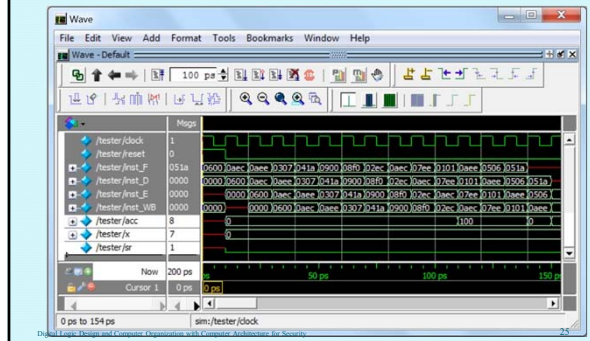 Wave
File Edit View Add Format Tools Bookmarks Window Help
Wave - Default
100 ps
Msgs
/tester/clock 1
/tester/reset 0
/tester/inst_F 051a 0600 0aec 0aee 0307 041a 0900 08f0 02ec 0aec 07ee 0101 0aee 0506 051a
/tester/inst_D 0000 0000 0600 0aec 0aee 0307 041a 0900 08f0 02ec 0aec 07ee 0101 0aee 0506 051a
/tester/inst_E 0000 0000 0600 0aec 0aee 0307 041a 0900 08f0 02ec 0aec 07ee 0101 0aee 0506
/tester/inst_WB 0000 0000 0000 0600 0aec 0aee 0307 041a 0900 08f0 02ec 0aec 07ee 0101 0aee
/tester/acc 8 0 100 0
/tester/x 7 0
/tester/sr 1
Now 200 ps ps 50 ps 100 ps 150 p
Cursor 1 0 ps 0 ps
0 ps to 154 ps sim:/tester/clock
Digital Logic Design and Computer Organization with Computer Architecture for Security 25